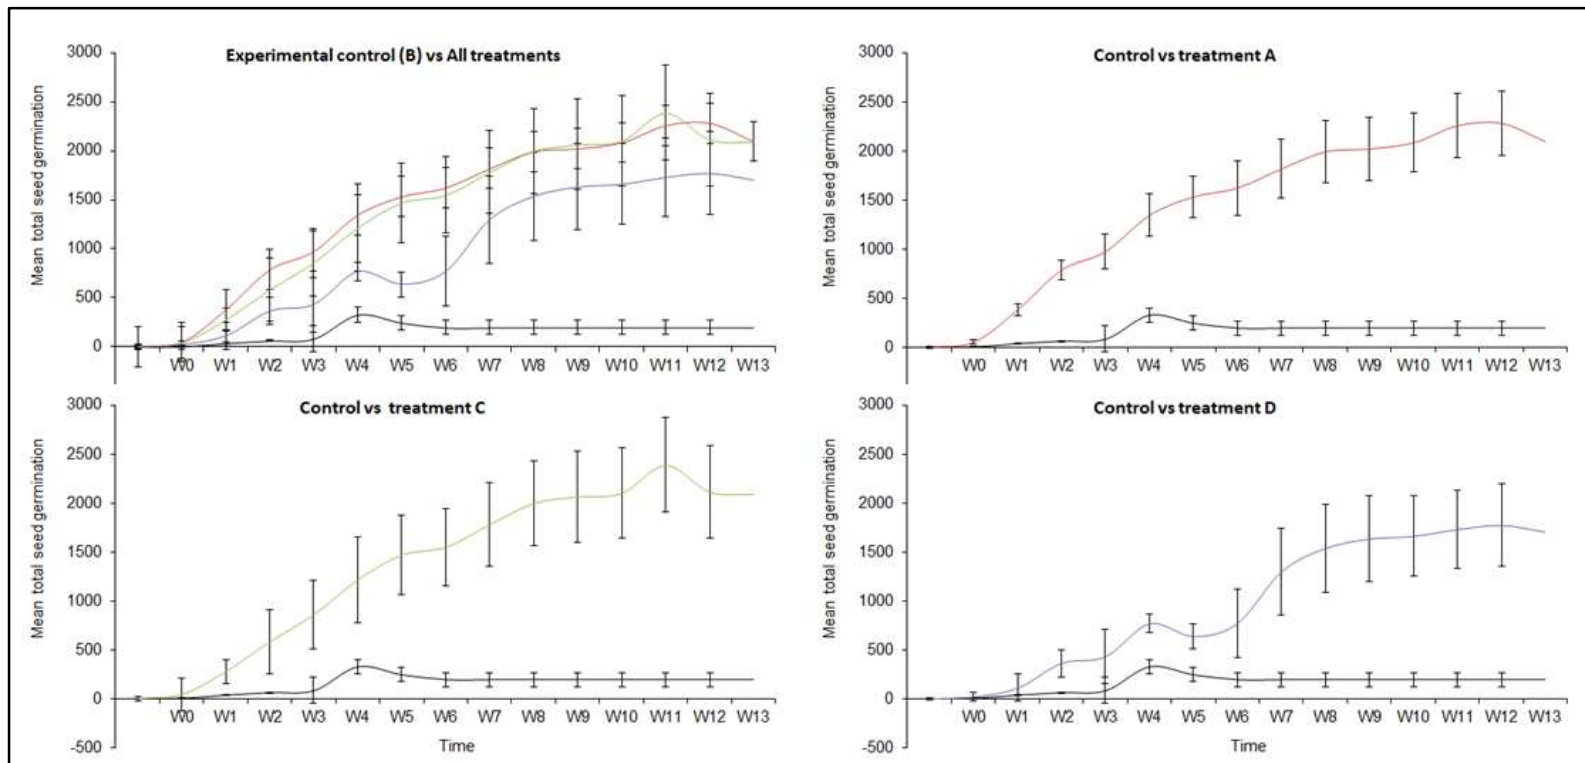 Experimental control (B) vs All treatments
Mean total seed germination
3000
2500
2000
1500
1000
500
0
W0 W1 W2 W3 W4 W5 W6 W7 W8 W9 W10 W11 W12 W13
Control vs treatment A
Mean total seed germination
3000
2500
2000
1500
1000
500
0
W0 W1 W2 W3 W4 W5 W6 W7 W8 W9 W10 W11 W12 W13
Control vs treatment C
Mean total seed germination
3000
2500
2000
1500
1000
500
0
-500
W0 W1 W2 W3 W4 W5 W6 W7 W8 W9 W10 W11 W12 W13
Time
Control vs treatment D
Mean total seed germination
3000
2500
2000
1500
1000
500
0
-500
W0 W1 W2 W3 W4 W5 W6 W7 W8 W9 W10 W11 W12 W13
Time